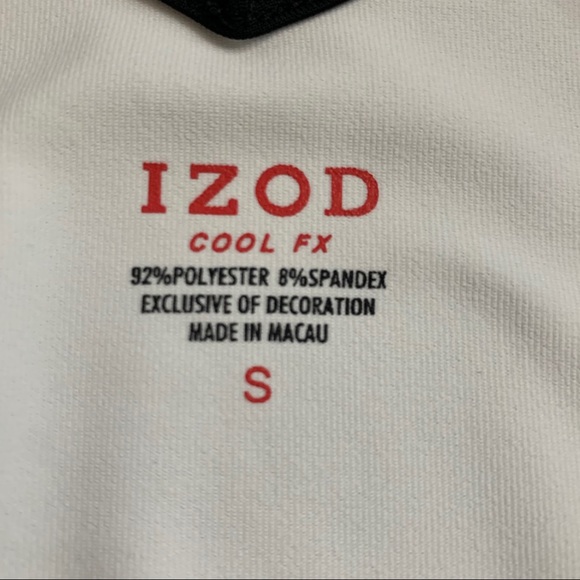 IZOD
COOL FX
92%POLYESTER 8%SPANDEX
EXCLUSIVE OF DECORATION
MADE IN MACAU
S